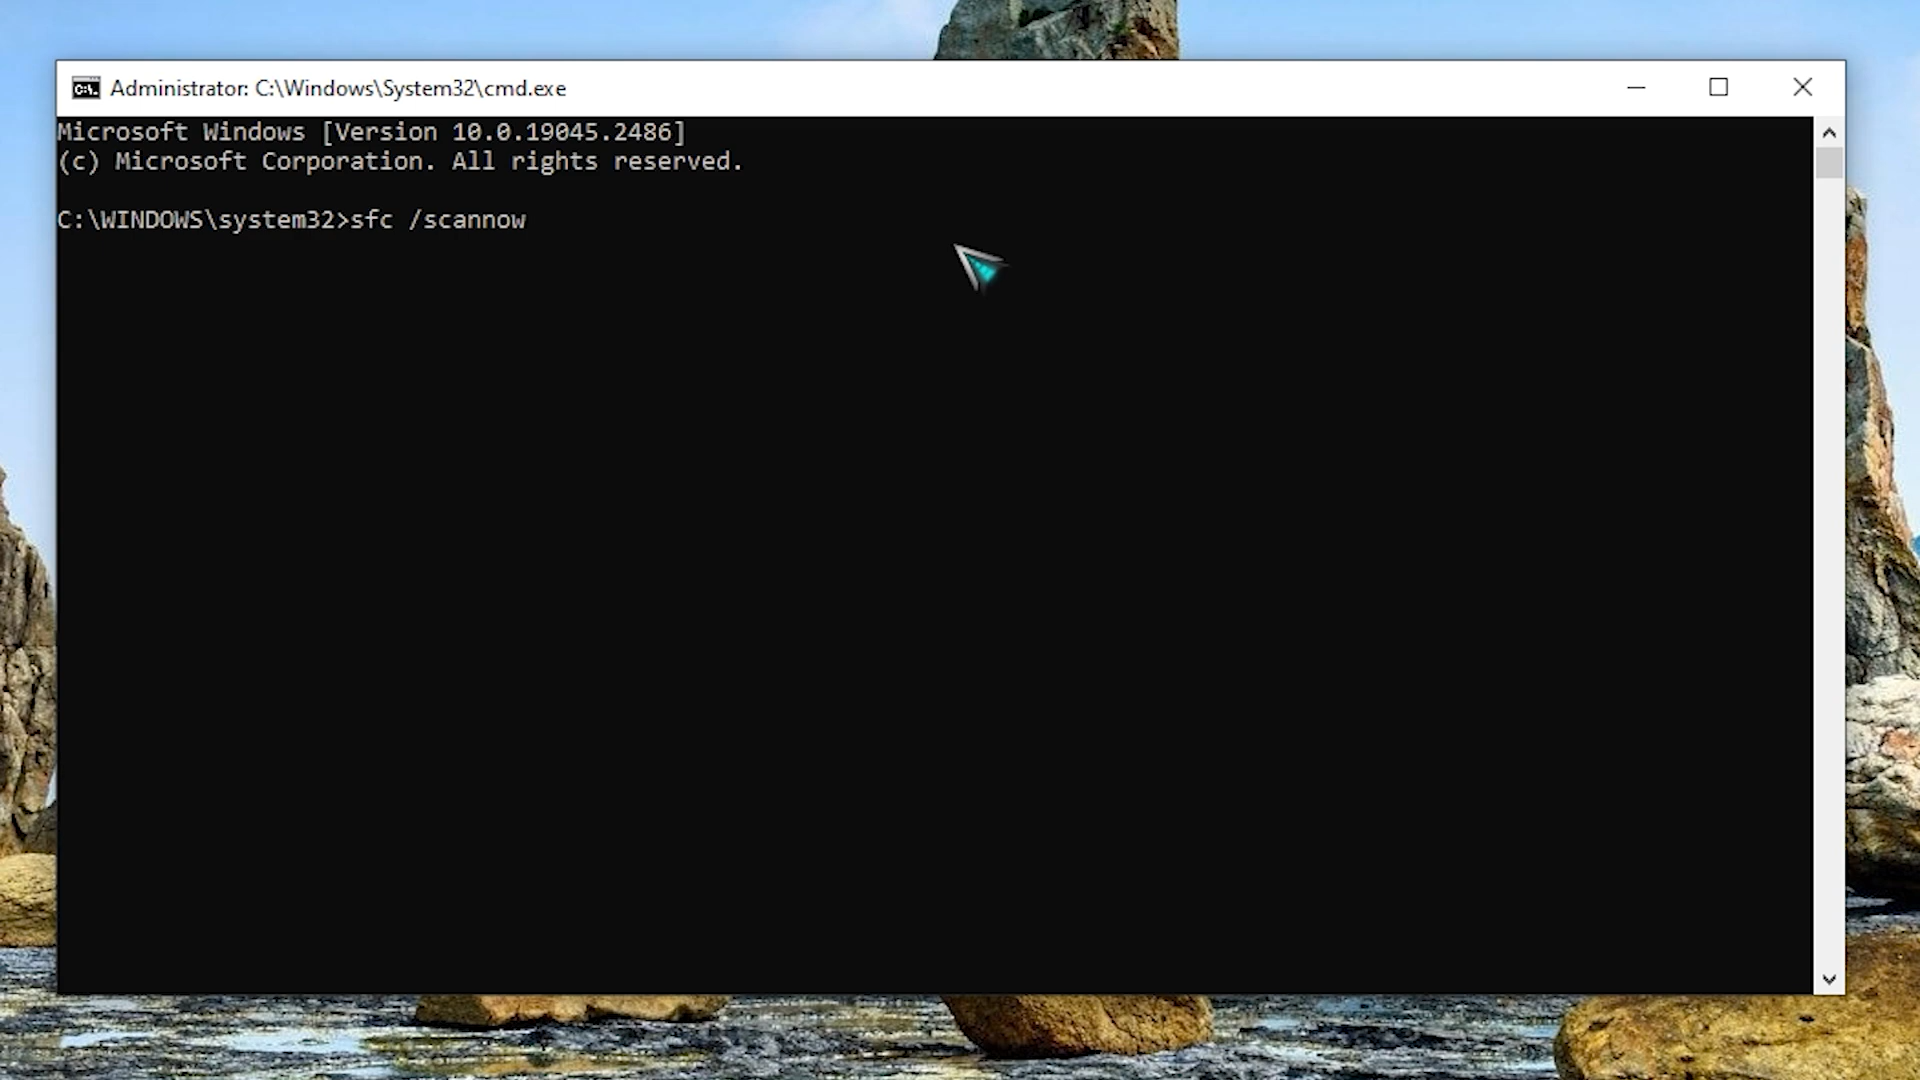 Administrator: C:\Windows\System32\cmd.exe
Microsoft Windows [Version 10.0.19045.2486]
(c) Microsoft Corporation. All rights reserved.
C:\WINDOWS\system32>sfc /scannow